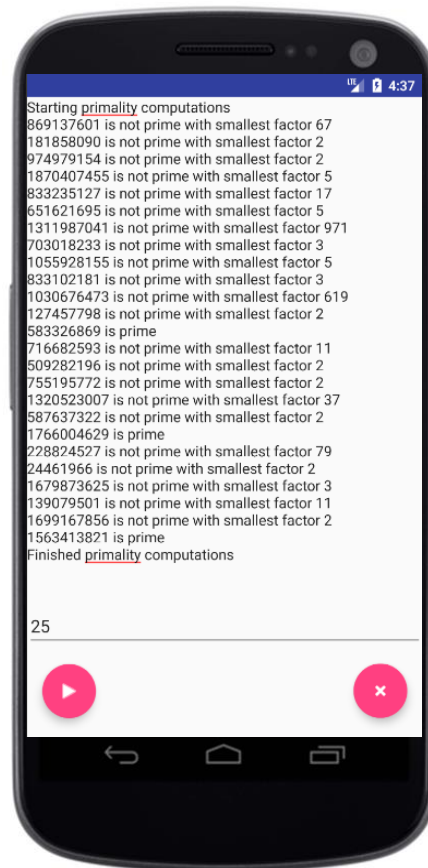 LTE 4:37
Starting primality computations
869137601 is not prime with smallest factor 67
181858090 is not prime with smallest factor 2
974979154 is not prime with smallest factor 2
1870407455 is not prime with smallest factor 5
833235127 is not prime with smallest factor 17
651621695 is not prime with smallest factor 5
1311987041 is not prime with smallest factor 971
703018233 is not prime with smallest factor 3
1055928155 is not prime with smallest factor 5
833102181 is not prime with smallest factor 3
1030676473 is not prime with smallest factor 619
127457798 is not prime with smallest factor 2
583326869 is prime
716682593 is not prime with smallest factor 11
509282196 is not prime with smallest factor 2
755195772 is not prime with smallest factor 2
1320523007 is not prime with smallest factor 37
587637322 is not prime with smallest factor 2
1766004629 is prime
228824527 is not prime with smallest factor 79
24461966 is not prime with smallest factor 2
1679873625 is not prime with smallest factor 3
139079501 is not prime with smallest factor 11
1699167856 is not prime with smallest factor 2
1563413821 is prime
Finished primality computations
25